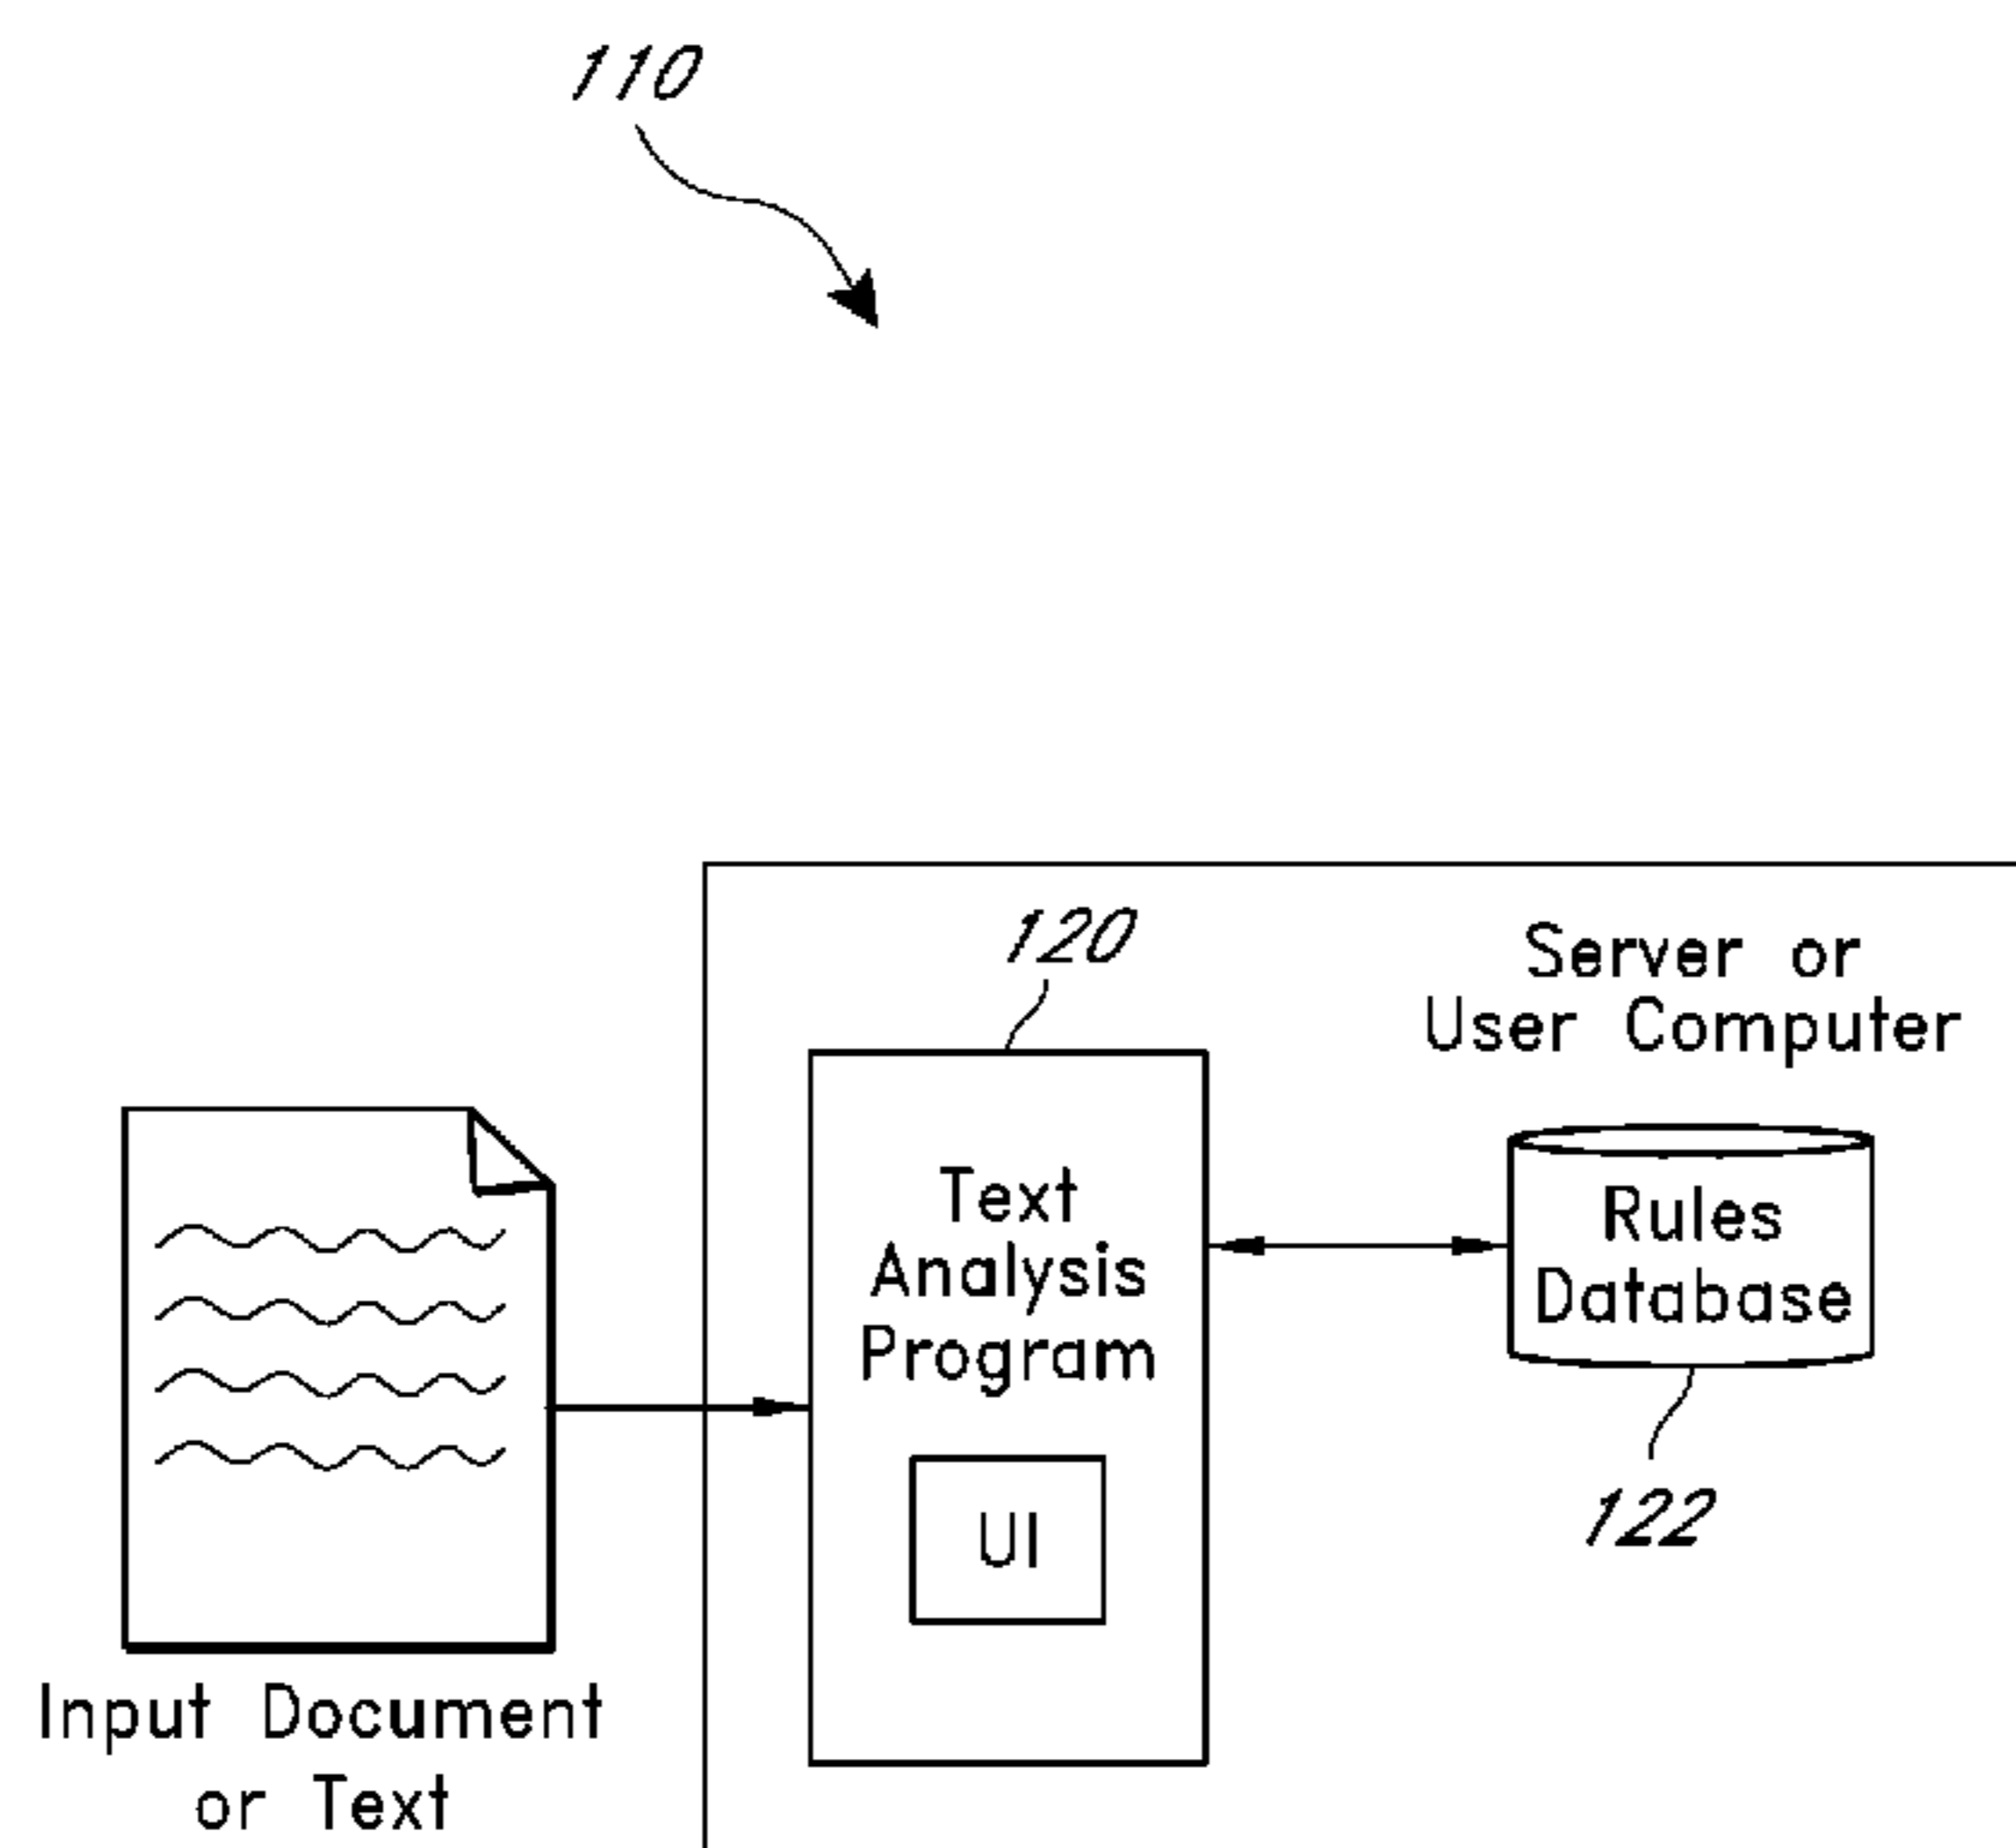 110
120
Server or
User Computer
Text
Analysis
Program
UI
Rules
Database
122
Input Document
or Text